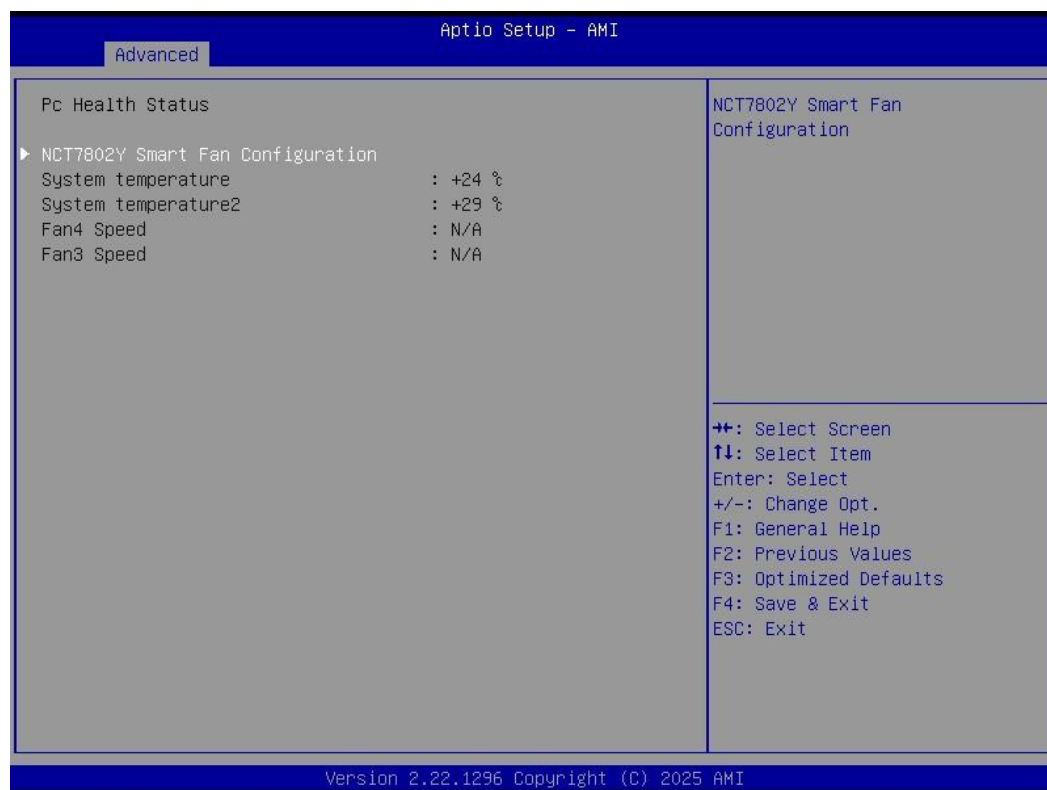 Aptio Setup - AMI
Advanced
Pc Health Status
▶ NCT7802Y Smart Fan Configuration
System temperature : +24 ℃
System temperature2 : +29 ℃
Fan4 Speed : N/A
Fan3 Speed : N/A
NCT7802Y Smart Fan
Configuration
→←: Select Screen
↑↓: Select Item
Enter: Select
+/-: Change Opt.
F1: General Help
F2: Previous Values
F3: Optimized Defaults
F4: Save & Exit
ESC: Exit
Version 2.22.1296 Copyright (C) 2025 AMI